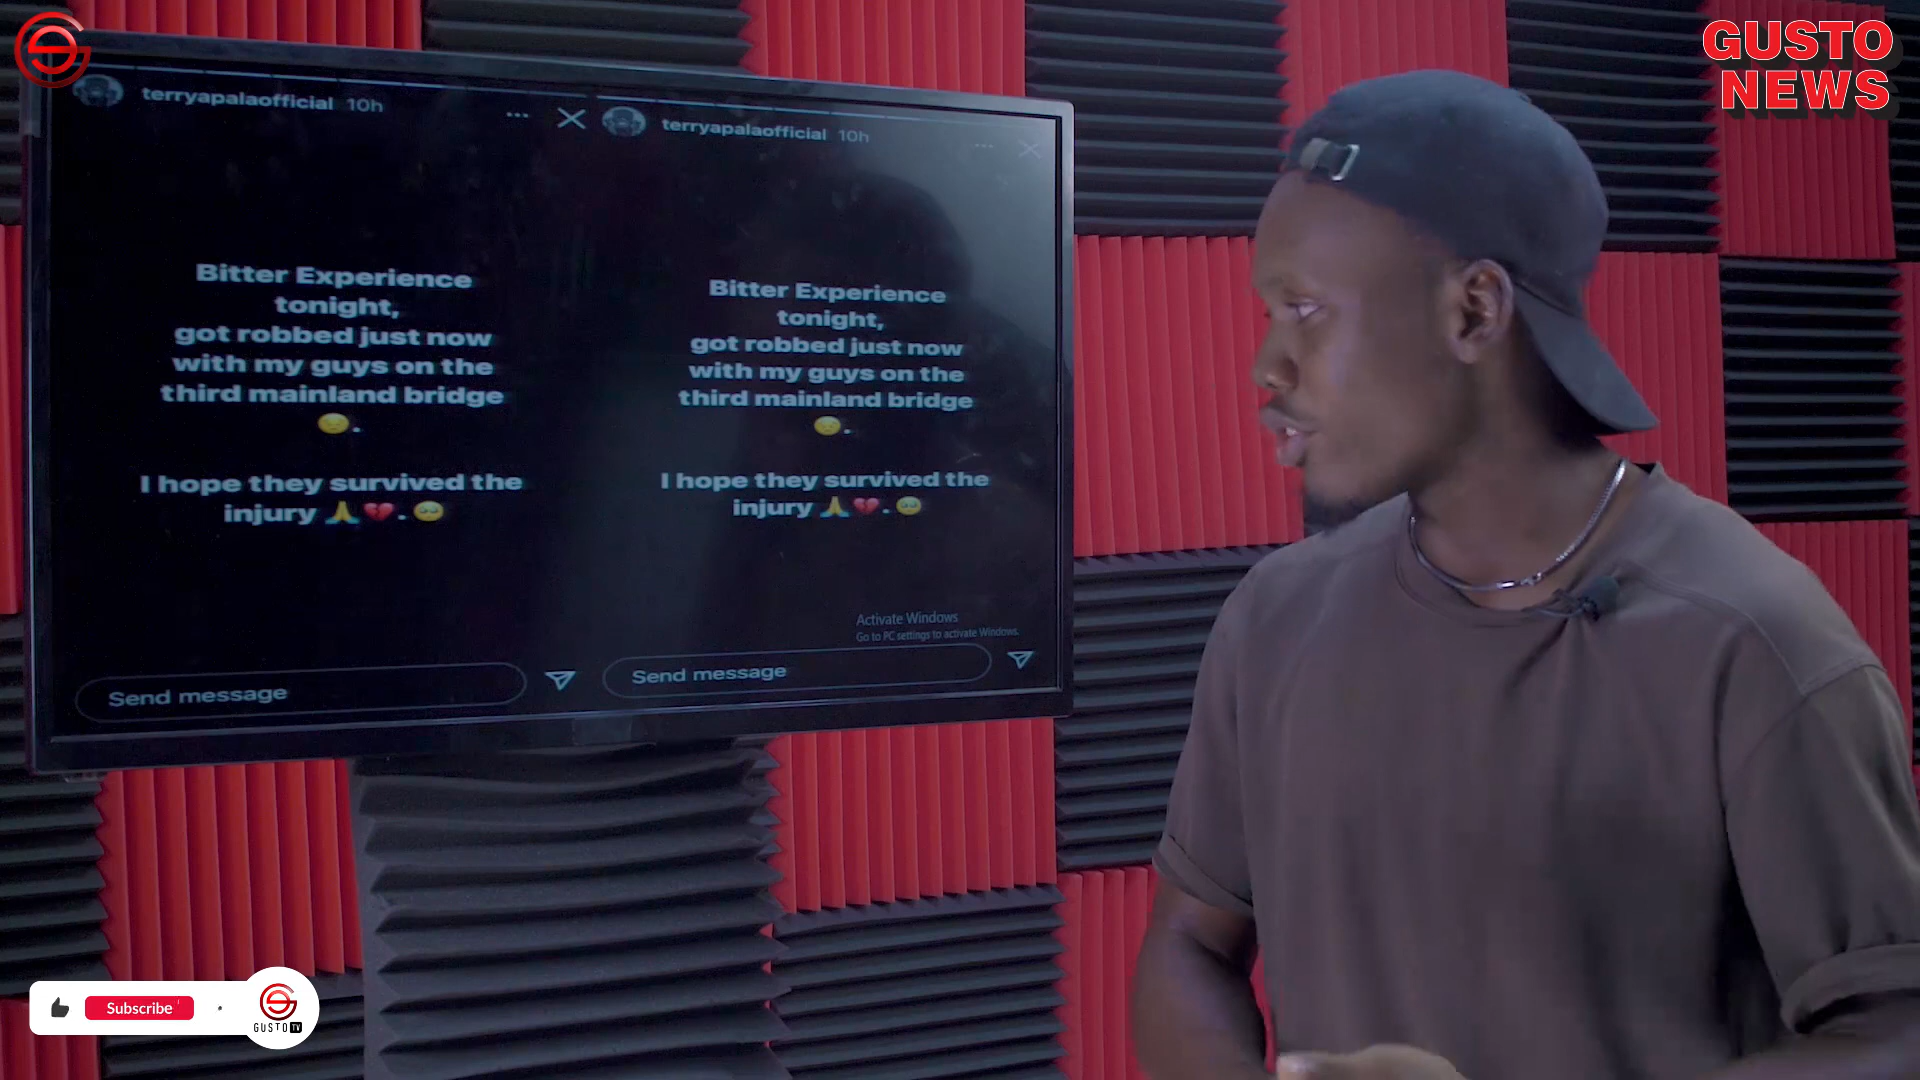 GUSTO
NEWS
terryapalaofficial 10h
Bitter Experience
tonight,
got robbed just now
with my guys on the
third mainland bridge
😟.
I hope they survived the
injury 🙏💔. 🥺
Send message
terryapalaofficial 10h
Bitter Experience
tonight,
got robbed just now
with my guys on the
third mainland bridge
😟.
I hope they survived the
injury 🙏💔. 🥺
Activate Windows
Go to PC settings to activate Windows.
Send message
Subscribe
GUSTO TV